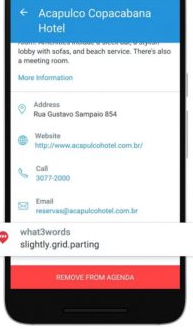 Acapulco Copacabana
Hotel
lobby with sofas, and beach service. There's also
a meeting room.
More Information
Address
Rua Gustavo Sampaio 854
Website
http://www.acapulcohotel.com.br/
Call
3077-2000
Email
reservas@acapulcohotel.com.br
what3words
slightly.grid.parting
REMOVE FROM AGENDA